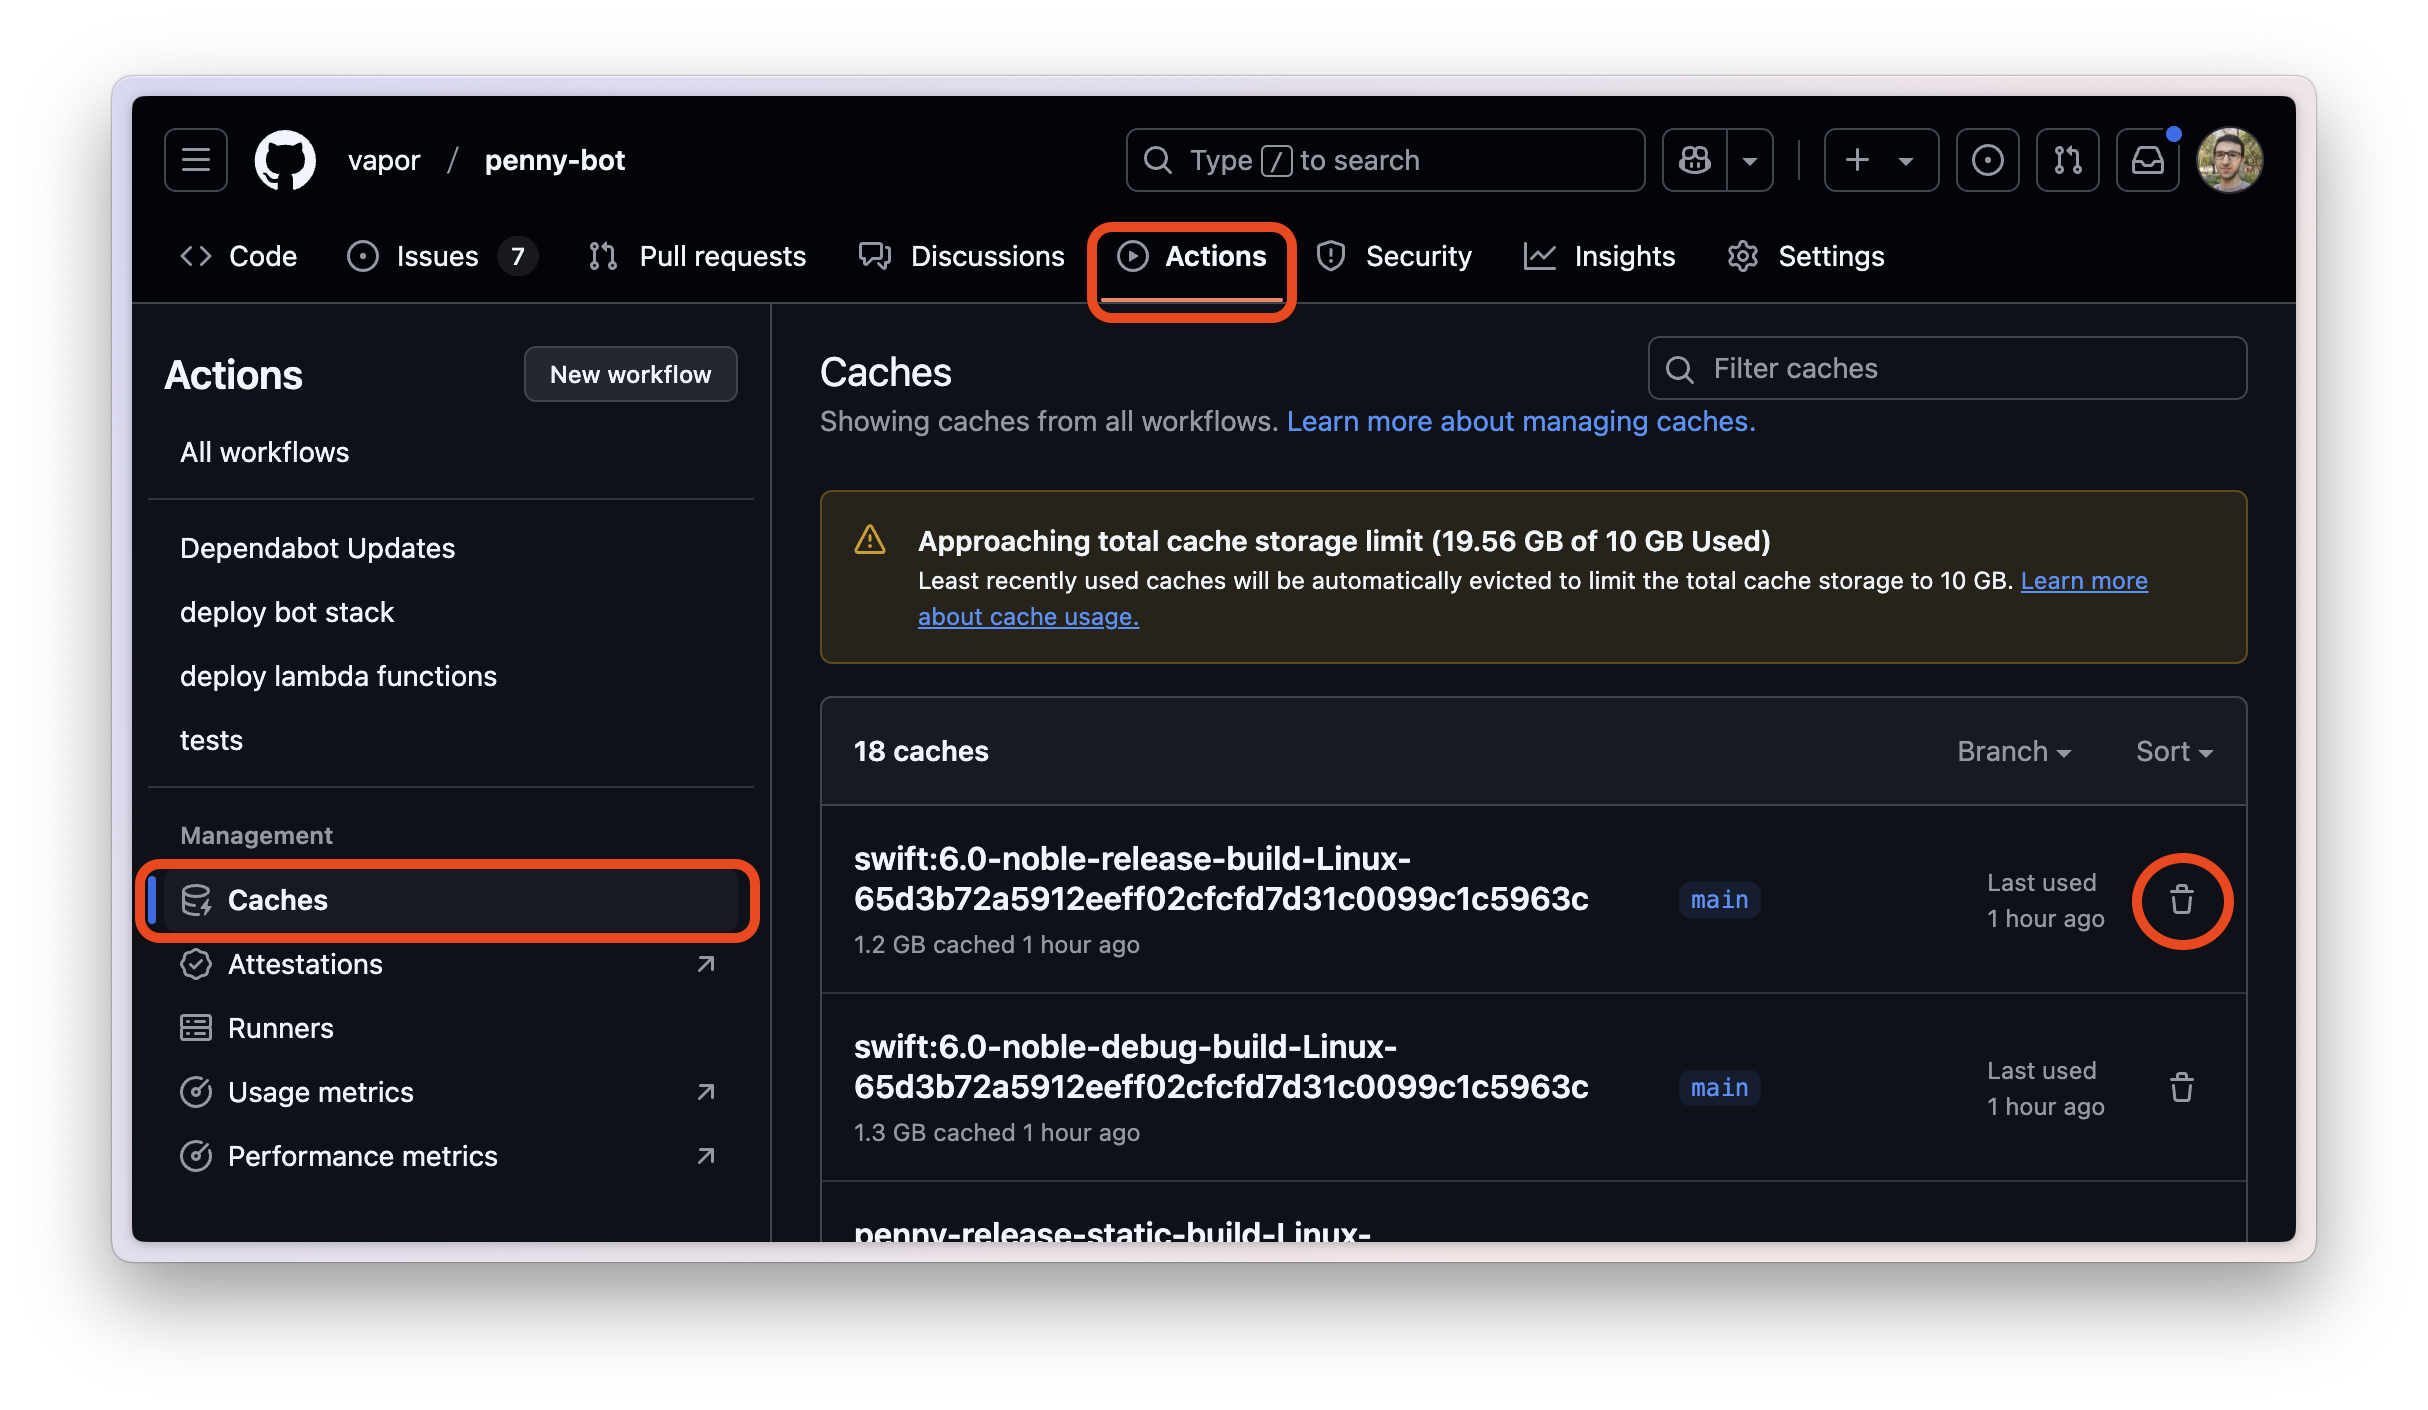 vapor / penny-bot
Type / to search
Code
Issues 7
Pull requests
Discussions
Actions
Security
Insights
Settings
Actions
New workflow
All workflows
Dependabot Updates
deploy bot stack
deploy lambda functions
tests
Management
Caches
Attestations
Runners
Usage metrics
Performance metrics
Caches
Filter caches
Showing caches from all workflows. Learn more about managing caches.
Approaching total cache storage limit (19.56 GB of 10 GB Used)
Least recently used caches will be automatically evicted to limit the total cache storage to 10 GB. Learn more
about cache usage.
18 caches
Branch
Sort
swift:6.0-noble-release-build-Linux-
65d3b72a5912eeff02cfcfd7d31c0099c1c5963c
1.2 GB cached 1 hour ago
main
Last used
1 hour ago
swift:6.0-noble-debug-build-Linux-
65d3b72a5912eeff02cfcfd7d31c0099c1c5963c
1.3 GB cached 1 hour ago
main
Last used
1 hour ago
penny-release-static-build-Linux-